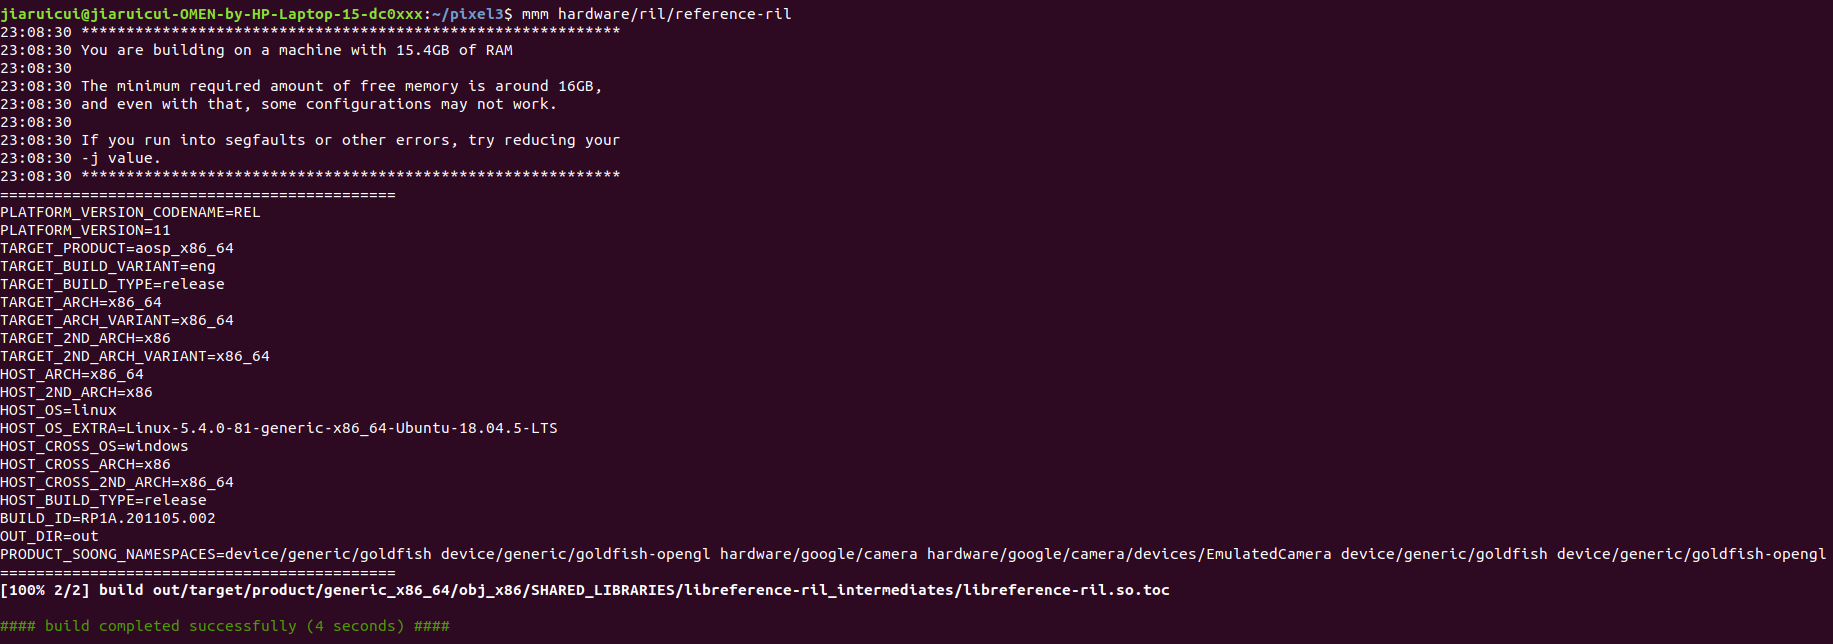 jiaruicui@jiaruicui-OMEN-by-HP-Laptop-15-dc0xxx:~/pixel3$ mmm hardware/ril/reference-ril
23:08:30 ************************************************************
23:08:30 You are building on a machine with 15.4GB of RAM
23:08:30
23:08:30 The minimum required amount of free memory is around 16GB,
23:08:30 and even with that, some configurations may not work.
23:08:30
23:08:30 If you run into segfaults or other errors, try reducing your
23:08:30 -j value.
23:08:30 ************************************************************
============================================
PLATFORM_VERSION_CODENAME=REL
PLATFORM_VERSION=11
TARGET_PRODUCT=aosp_x86_64
TARGET_BUILD_VARIANT=eng
TARGET_BUILD_TYPE=release
TARGET_ARCH=x86_64
TARGET_ARCH_VARIANT=x86_64
TARGET_2ND_ARCH=x86
TARGET_2ND_ARCH_VARIANT=x86_64
HOST_ARCH=x86_64
HOST_2ND_ARCH=x86
HOST_OS=linux
HOST_OS_EXTRA=Linux-5.4.0-81-generic-x86_64-Ubuntu-18.04.5-LTS
HOST_CROSS_OS=windows
HOST_CROSS_ARCH=x86
HOST_CROSS_2ND_ARCH=x86_64
HOST_BUILD_TYPE=release
BUILD_ID=RP1A.201105.002
OUT_DIR=out
PRODUCT_SOONG_NAMESPACES=device/generic/goldfish device/generic/goldfish-opengl hardware/google/camera hardware/google/camera/devices/EmulatedCamera device/generic/goldfish device/generic/goldfish-opengl
============================================
[100% 2/2] build out/target/product/generic_x86_64/obj_x86/SHARED_LIBRARIES/libreference-ril_intermediates/libreference-ril.so.toc
#### build completed successfully (4 seconds) ####